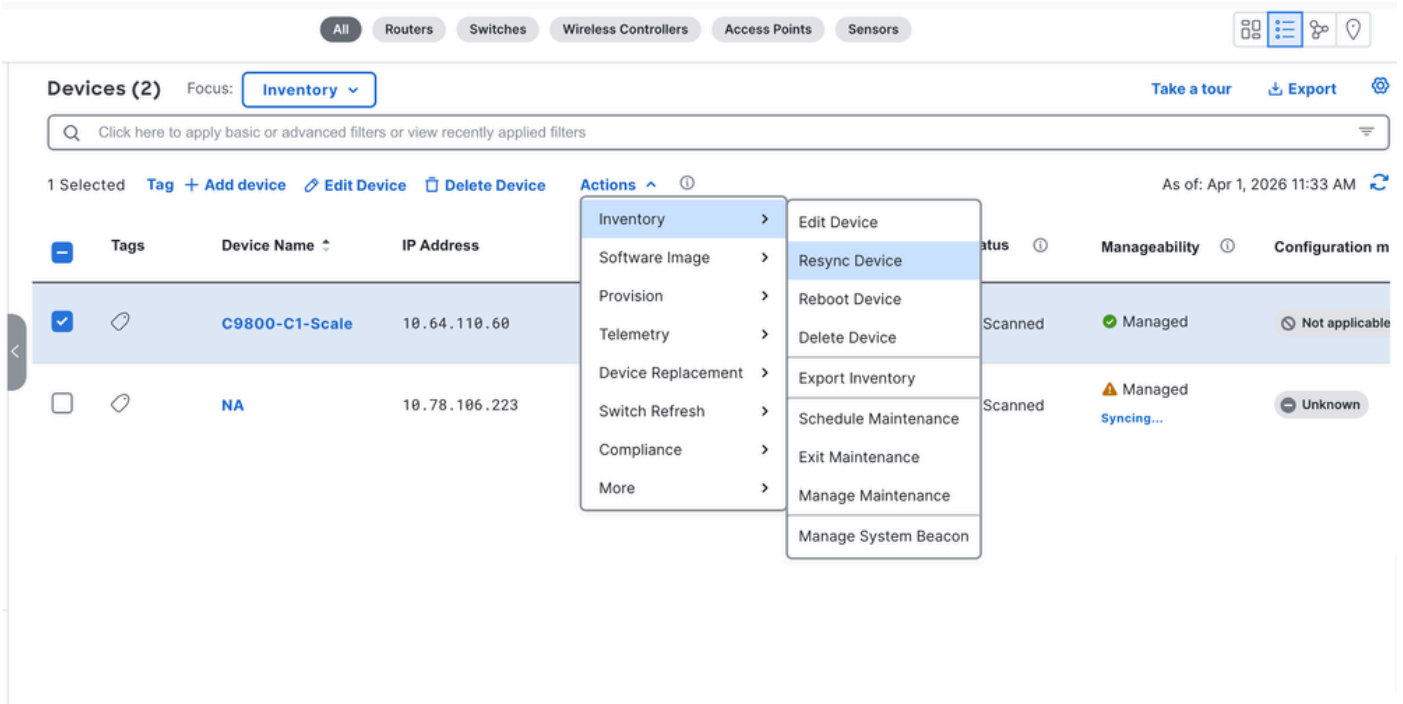 All Routers Switches Wireless Controllers Access Points Sensors
Devices (2) Focus: Inventory Take a tour Export
Click here to apply basic or advanced filters or view recently applied filters
1 Selected Tag + Add device Edit Device Delete Device Actions As of: Apr 1, 2026 11:33 AM
Tags Device Name IP Address atus Manageability Configuration m
C9800-C1-Scale 10.64.110.60 Scanned Managed Not applicable
NA 10.78.106.223 Scanned Managed Unknown
Syncing...
Inventory
Software Image
Provision
Telemetry
Device Replacement
Switch Refresh
Compliance
More
Edit Device
Resync Device
Reboot Device
Delete Device
Export Inventory
Schedule Maintenance
Exit Maintenance
Manage Maintenance
Manage System Beacon